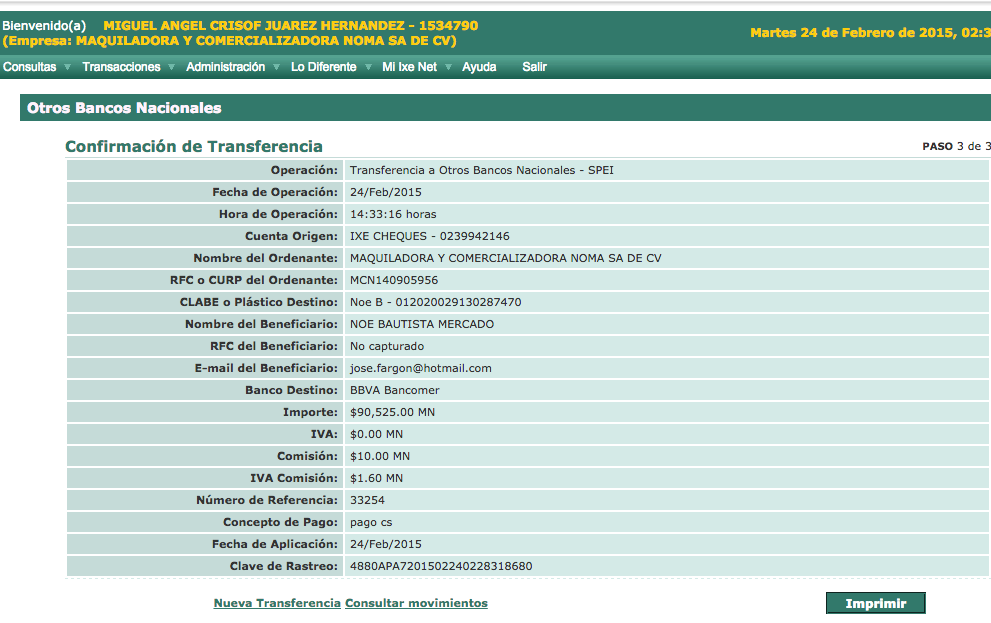 Bienvenido(a) MIGUEL ANGEL CRISOF JUAREZ HERNANDEZ - 1534790
(Empresa: MAQUILADORA Y COMERCIALIZADORA NOMA SA DE CV)
Martes 24 de Febrero de 2015, 02:3
Consultas Transacciones Administración Lo Diferente Mi Ixe Net Ayuda Salir
Otros Bancos Nacionales
Confirmación de Transferencia PASO 3 de 3
Operación: Transferencia a Otros Bancos Nacionales - SPEI
Fecha de Operación: 24/Feb/2015
Hora de Operación: 14:33:16 horas
Cuenta Origen: IXE CHEQUES - 0239942146
Nombre del Ordenante: MAQUILADORA Y COMERCIALIZADORA NOMA SA DE CV
RFC o CURP del Ordenante: MCN140905956
CLABE o Plástico Destino: Noe B - 012020029130287470
Nombre del Beneficiario: NOE BAUTISTA MERCADO
RFC del Beneficiario: No capturado
E-mail del Beneficiario: jose.fargon@hotmail.com
Banco Destino: BBVA Bancomer
Importe: $90,525.00 MN
IVA: $0.00 MN
Comisión: $10.00 MN
IVA Comisión: $1.60 MN
Número de Referencia: 33254
Concepto de Pago: pago cs
Fecha de Aplicación: 24/Feb/2015
Clave de Rastreo: 4880APA7201502240228318680
Nueva Transferencia Consultar movimientos Imprimir